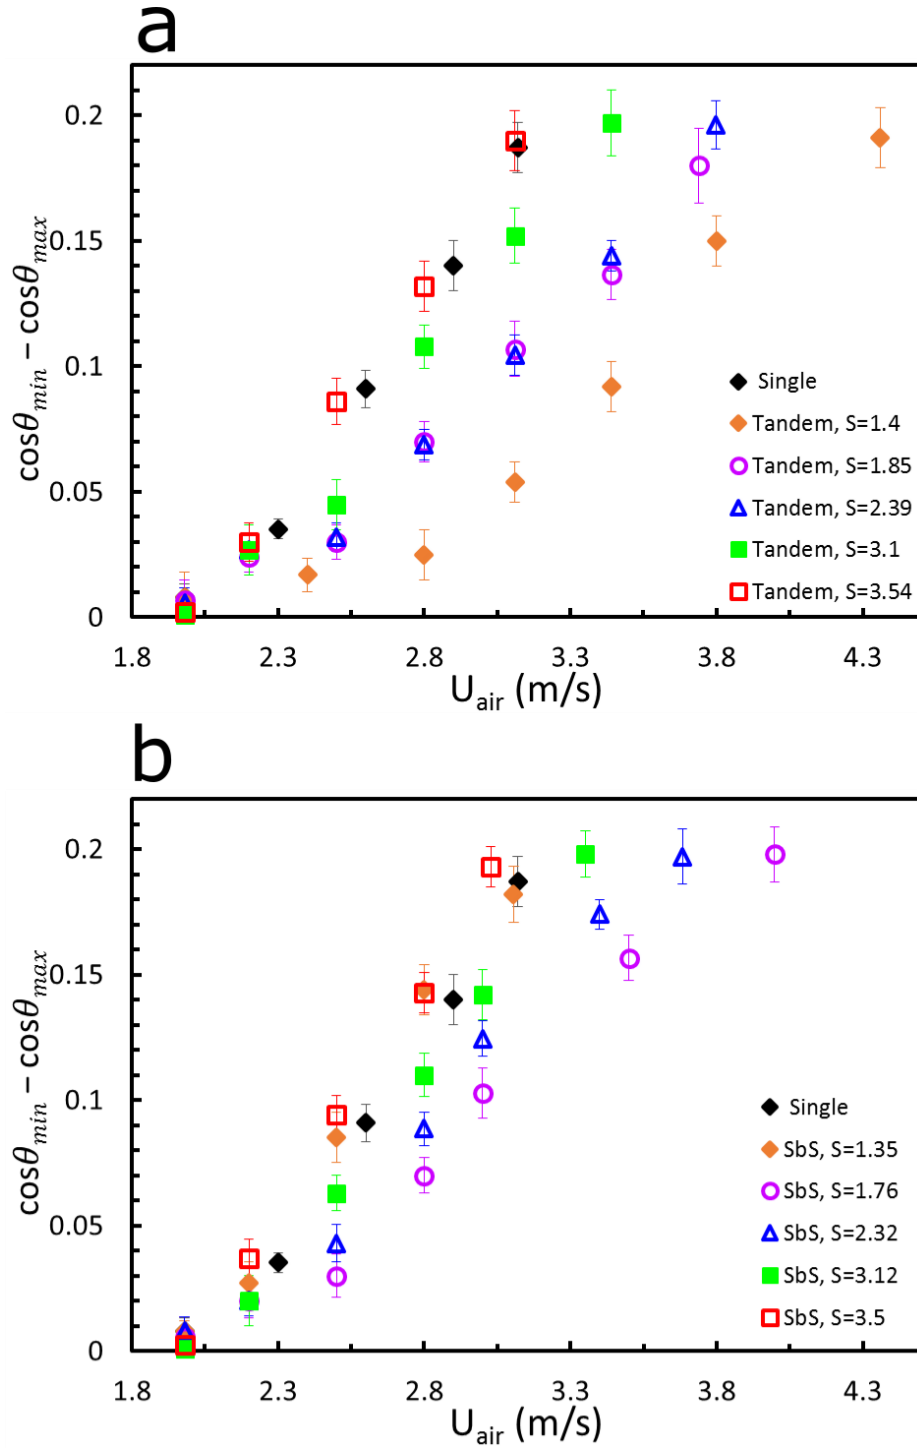 a
cosθmin − cosθmax
0.2
0.15
0.1
0.05
0
Single
Tandem, S=1.4
Tandem, S=1.85
Tandem, S=2.39
Tandem, S=3.1
Tandem, S=3.54
1.8 2.3 2.8 3.3 3.8 4.3
Uair (m/s)
b
cosθmin − cosθmax
0.2
0.15
0.1
0.05
0
Single
SbS, S=1.35
SbS, S=1.76
SbS, S=2.32
SbS, S=3.12
SbS, S=3.5
1.8 2.3 2.8 3.3 3.8 4.3
Uair (m/s)